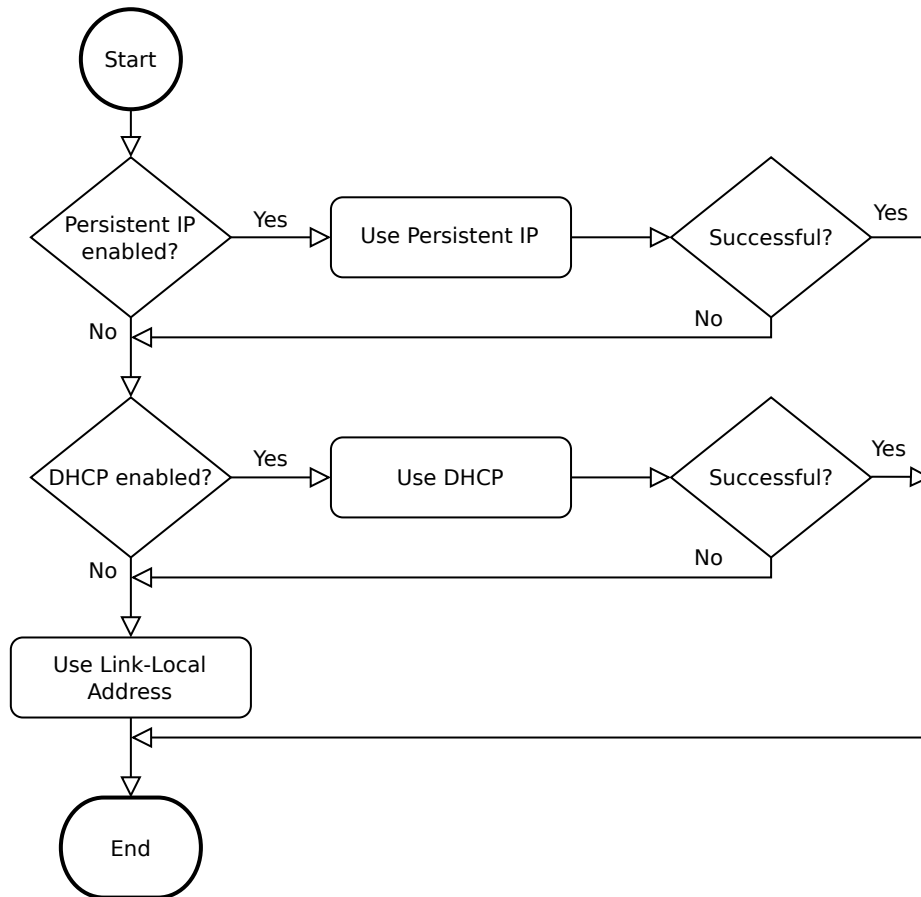 Start
Persistent IP
enabled?
Yes
Use Persistent IP
Successful?
Yes
No
No
DHCP enabled?
Yes
Use DHCP
Successful?
Yes
No
No
Use Link-Local
Address
End